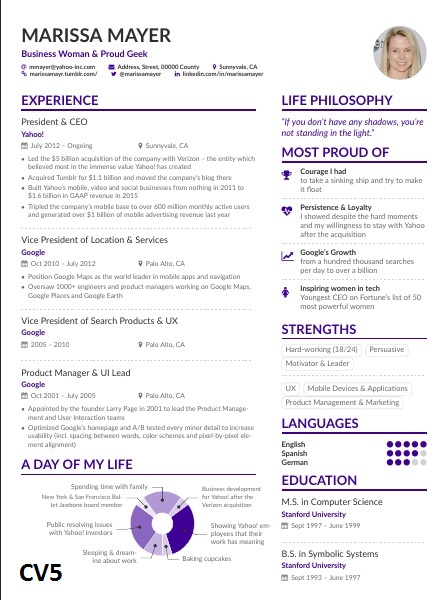 MARISSA MAYER
Business Woman & Proud Geek
mmayer@yahoo-inc.com Address, Street, 00000 County Sunnyvale, CA
marissamayr.tumblr.com/ @marissamayer linkedin.com/in/marissamayer
EXPERIENCE
President & CEO
Yahoo!
July 2012 – Ongoing Sunnyvale, CA
• Led the $5 billion acquisition of the company with Verizon – the entity which
believed most in the immense value Yahoo! has created
• Acquired Tumblr for $1.1 billion and moved the company's blog there
• Built Yahoo's mobile, video and social businesses from nothing in 2011 to
$1.6 billion in GAAP revenue in 2015
• Tripled the company's mobile base to over 600 million monthly active users
and generated over $1 billion of mobile advertising revenue last year
Vice President of Location & Services
Google
Oct 2010 – July 2012 Palo Alto, CA
• Position Google Maps as the world leader in mobile apps and navigation
• Oversaw 1000+ engineers and product managers working on Google Maps,
Google Places and Google Earth
Vice President of Search Products & UX
Google
2005 – 2010 Palo Alto, CA
Product Manager & UI Lead
Google
Oct 2001 – July 2005 Palo Alto, CA
• Appointed by the founder Larry Page in 2001 to lead the Product Manage-
ment and User Interaction teams
• Optimized Google's homepage and A/B tested every minor detail to increase
usability (incl. spacing between words, color schemes and pixel-by-pixel ele-
ment alignment)
A DAY OF MY LIFE
Spending time with family
New York & San Francisco Bal-
let Jawbone board member
Public resolving issues
with Yahoo! investors
Sleeping & dream-
ing about work
Business development
for Yahoo! after the
Verizon acquisition
Showing Yahoo! em-
ployees that their
work has meaning
Baking cupcakes
CV5
LIFE PHILOSOPHY
"If you don't have any shadows, you're
not standing in the light."
MOST PROUD OF
Courage I had
to take a sinking ship and try to make
it float
Persistence & Loyalty
I showed despite the hard moments
and my willingness to stay with Yahoo
after the acquisition
Google's Growth
from a hundred thousand searches
per day to over a billion
Inspiring women in tech
Youngest CEO on Fortune's list of 50
most powerful women
STRENGTHS
Hard-working (18/24) Persuasive
Motivator & Leader
UX Mobile Devices & Applications
Product Management & Marketing
LANGUAGES
English
Spanish
German
EDUCATION
M.S. in Computer Science
Stanford University
Sept 1997 – June 1999
B.S. in Symbolic Systems
Stanford University
Sept 1993 – June 1997